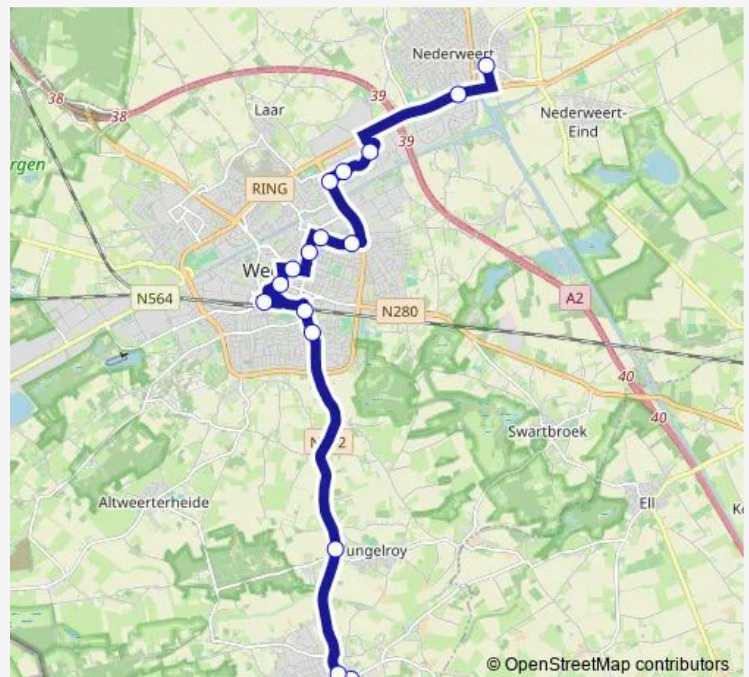 Nederweert
38
38
39
Laar
39
Nederweert-
Eind
rgen
RING
We
N564
N280
A2
40
40
Swartbroek
N
2
Altweerterheide
Ell
ungelroy
© OpenStreetMap contributors